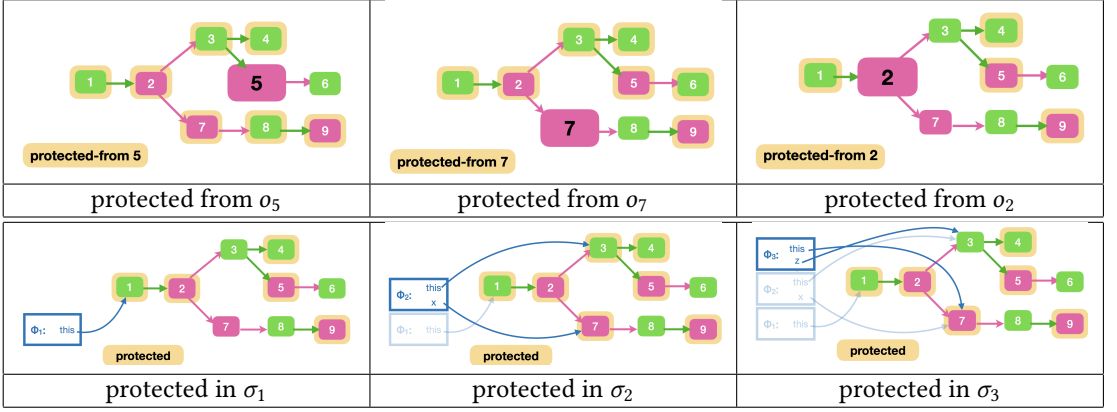 3 4
1 2 5 6
7 8 9
protected-from 5
3 4
1 2 5 6
7 8 9
protected-from 7
3 4
1 2 5 6
7 8 9
protected-from 2
protected from o₅
protected from o₇
protected from o₂
3 4
1 2 5 6
Φ₁: this
7 8 9
protected
3 4
1 2 5 6
Φ₂: this
x
Φ₁: this
7 8 9
protected
Φ₃: this
z
3 4
Φ₂: this
x
1 2 5 6
Φ₁: this
7 8 9
protected
protected in σ₁
protected in σ₂
protected in σ₃